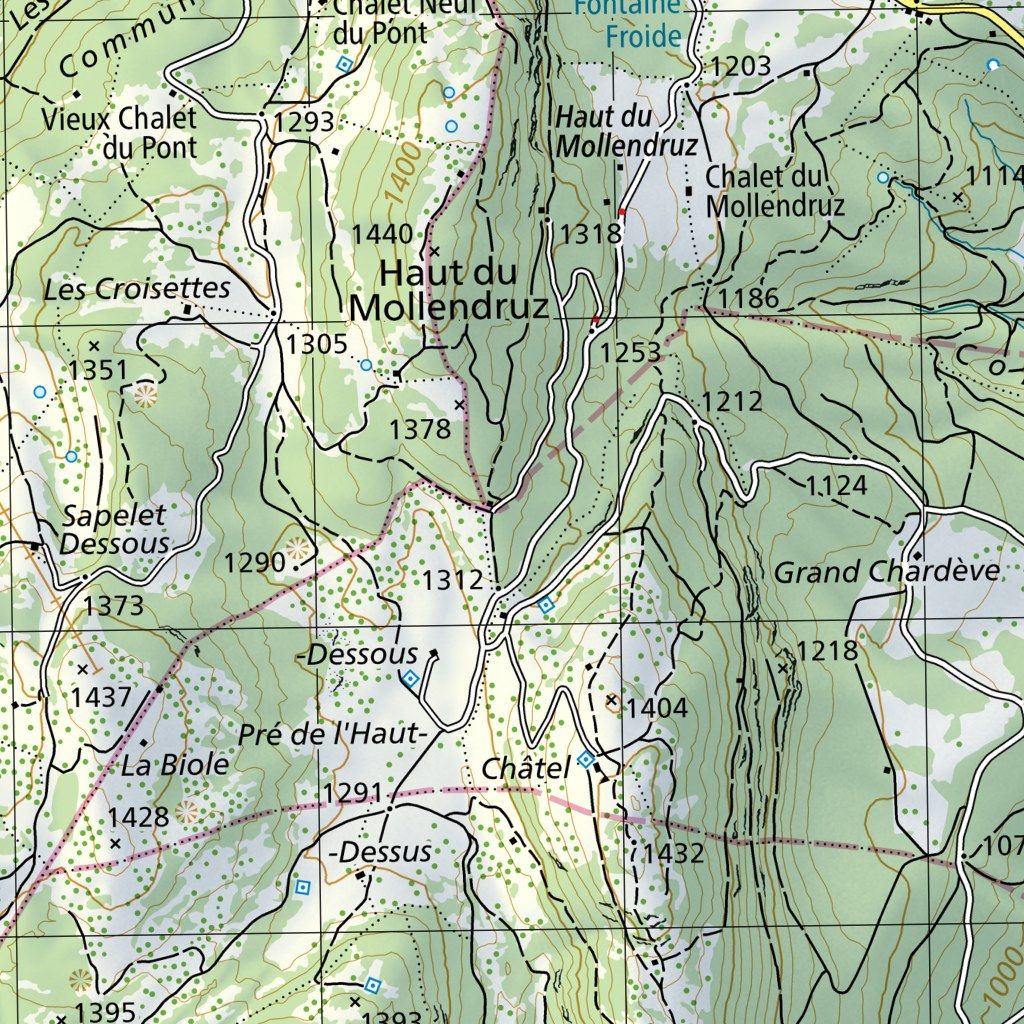 Les
Commun
Chalet Neuf
du Pont
Fontaine
Froide
1203
Vieux Chalet
du Pont
1293
Haut du
Mollendruz
1400
Chalet du
Mollendruz
1114
1440
1318
Haut du
Mollendruz
Les Croisettes
1186
1305
1253
1351
1212
1378
1124
Sapelet
Dessous
1290
1312
Grand Chardève
1373
-Dessous
1218
1437
1404
Pré de l'Haut-
La Biole
Châtel
1291
1428
-Dessus
1432
107
1000
1395
1393